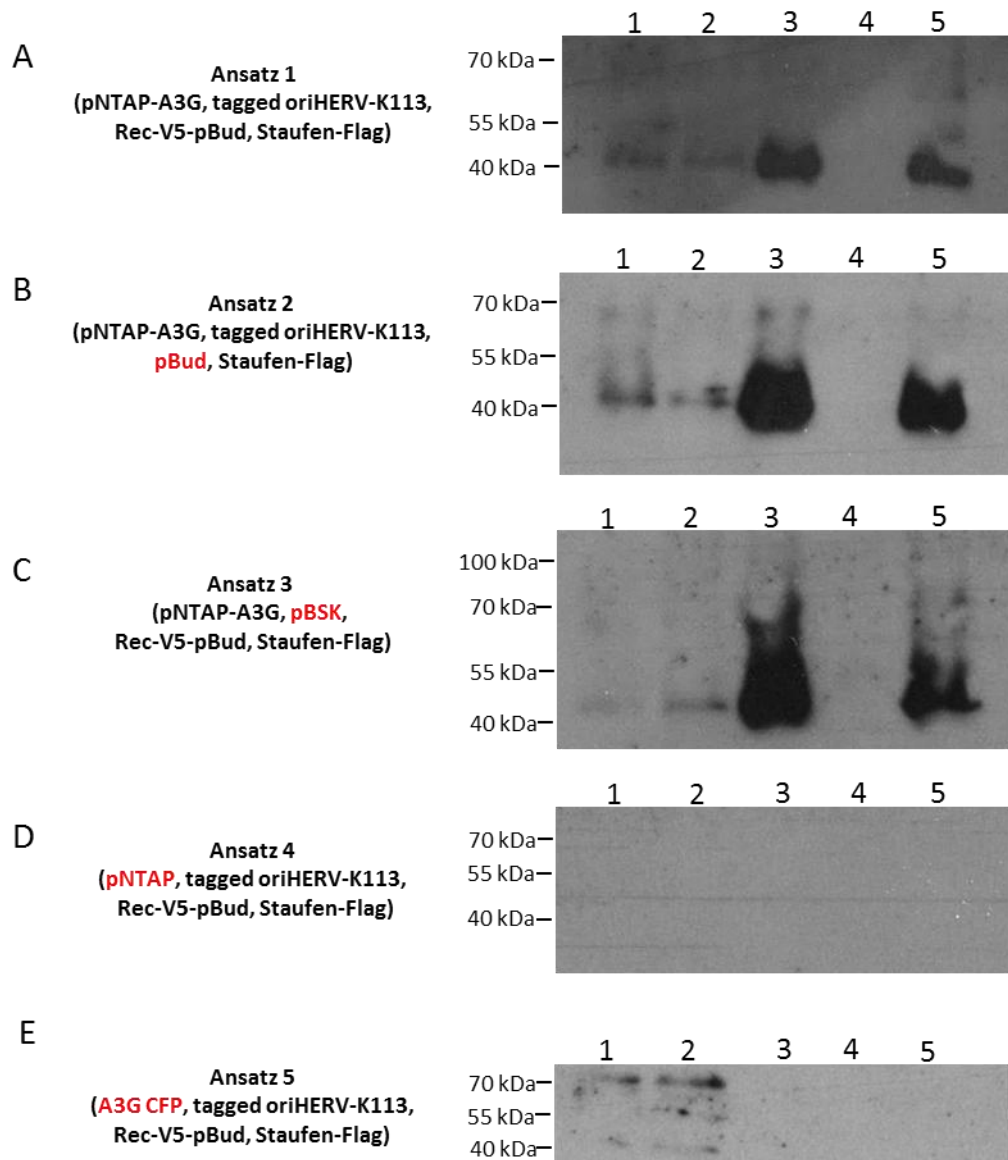 A
Ansatz 1
(pNTAP-A3G, tagged oriHERV-K113,
Rec-V5-pBud, Staufen-Flag)
1 2 3 4 5
70 kDa
55 kDa
40 kDa
B
Ansatz 2
(pNTAP-A3G, tagged oriHERV-K113,
pBud, Staufen-Flag)
1 2 3 4 5
70 kDa
55 kDa
40 kDa
C
Ansatz 3
(pNTAP-A3G, pBSK,
Rec-V5-pBud, Staufen-Flag)
1 2 3 4 5
100 kDa
70 kDa
55 kDa
40 kDa
D
Ansatz 4
(pNTAP, tagged oriHERV-K113,
Rec-V5-pBud, Staufen-Flag)
1 2 3 4 5
70 kDa
55 kDa
40 kDa
E
Ansatz 5
(A3G CFP, tagged oriHERV-K113,
Rec-V5-pBud, Staufen-Flag)
1 2 3 4 5
70 kDa
55 kDa
40 kDa